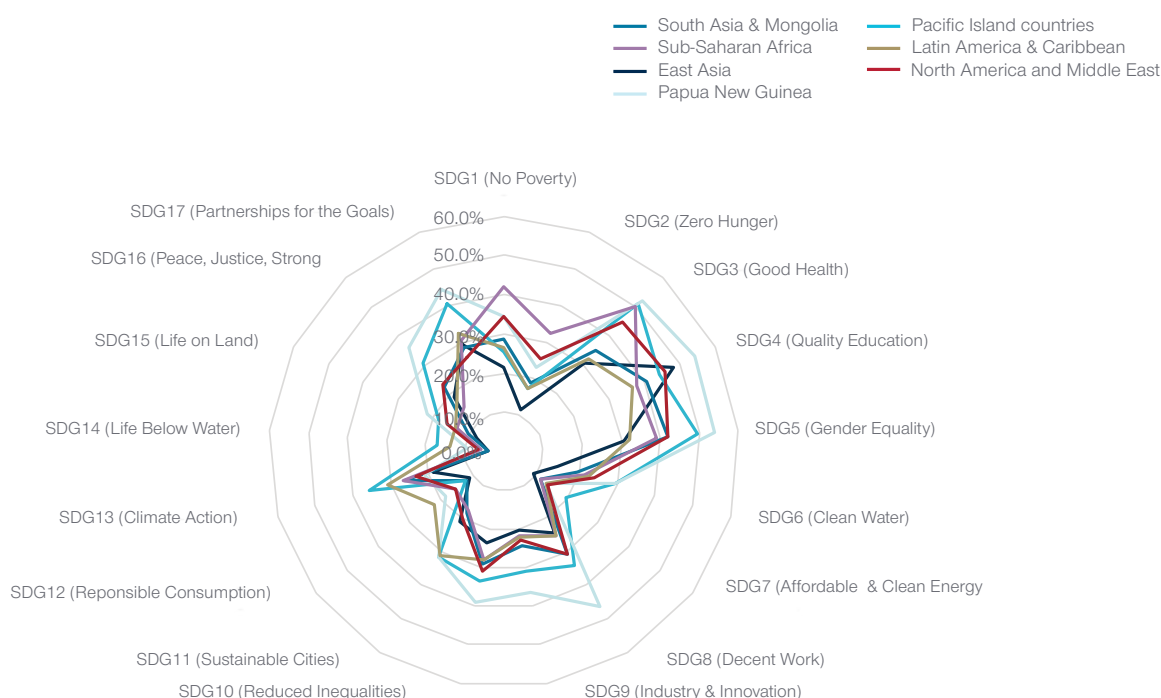 South Asia & Mongolia
Sub-Saharan Africa
East Asia
Papua New Guinea
Pacific Island countries
Latin America & Caribbean
North America and Middle East
SDG1 (No Poverty)
SDG2 (Zero Hunger)
SDG3 (Good Health)
SDG4 (Quality Education)
SDG5 (Gender Equality)
SDG6 (Clean Water)
SDG7 (Affordable & Clean Energy
SDG8 (Decent Work)
SDG9 (Industry & Innovation)
SDG10 (Reduced Inequalities)
SDG11 (Sustainable Cities)
SDG12 (Reponsible Consumption)
SDG13 (Climate Action)
SDG14 (Life Below Water)
SDG15 (Life on Land)
SDG16 (Peace, Justice, Strong
SDG17 (Partnerships for the Goals)
60.0%
50.0%
40.0%
30.0%
20.0%
10.0%
0.0%